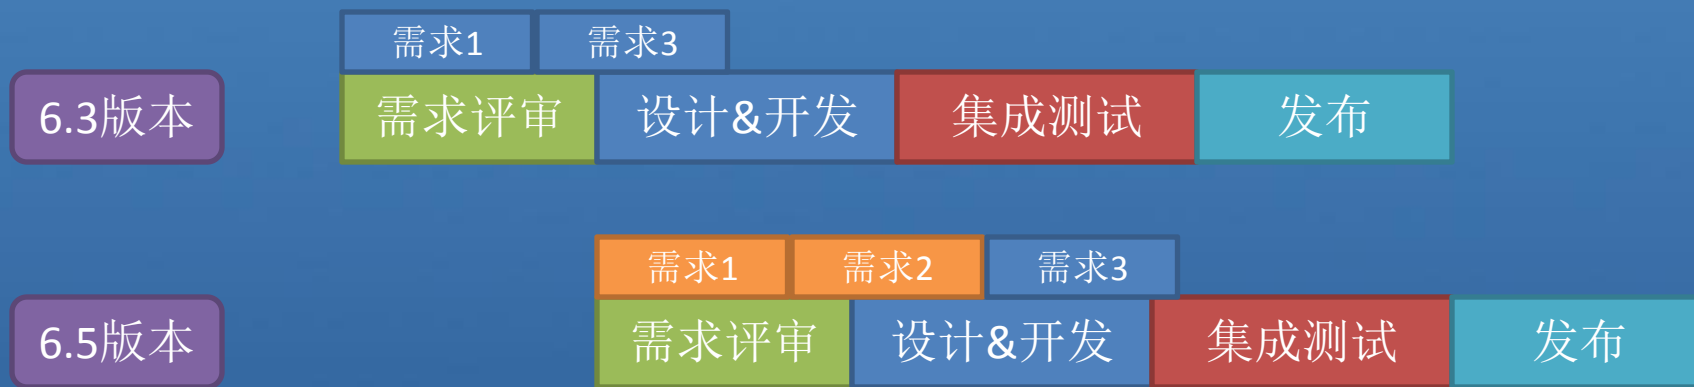 需求1 需求3
6.3版本 需求评审 设计&开发 集成测试 发布
需求1 需求2 需求3
6.5版本 需求评审 设计&开发 集成测试 发布